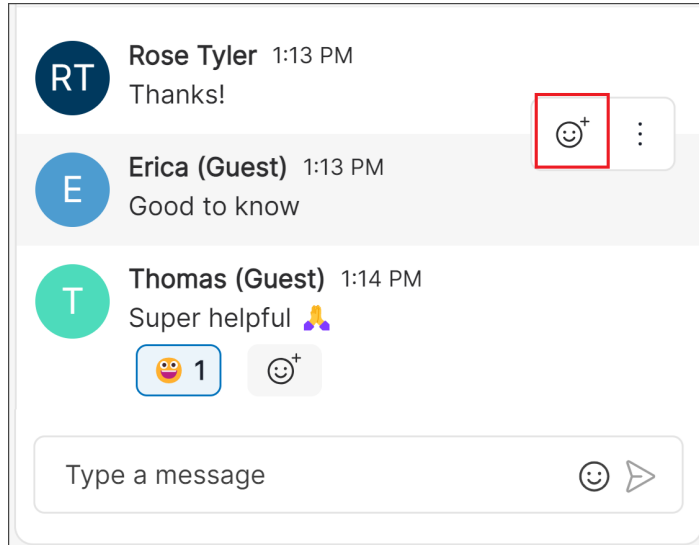 RT
Rose Tyler 1:13 PM
Thanks!
E
Erica (Guest) 1:13 PM
Good to know
T
Thomas (Guest) 1:14 PM
Super helpful 🙏
😀 1
Type a message